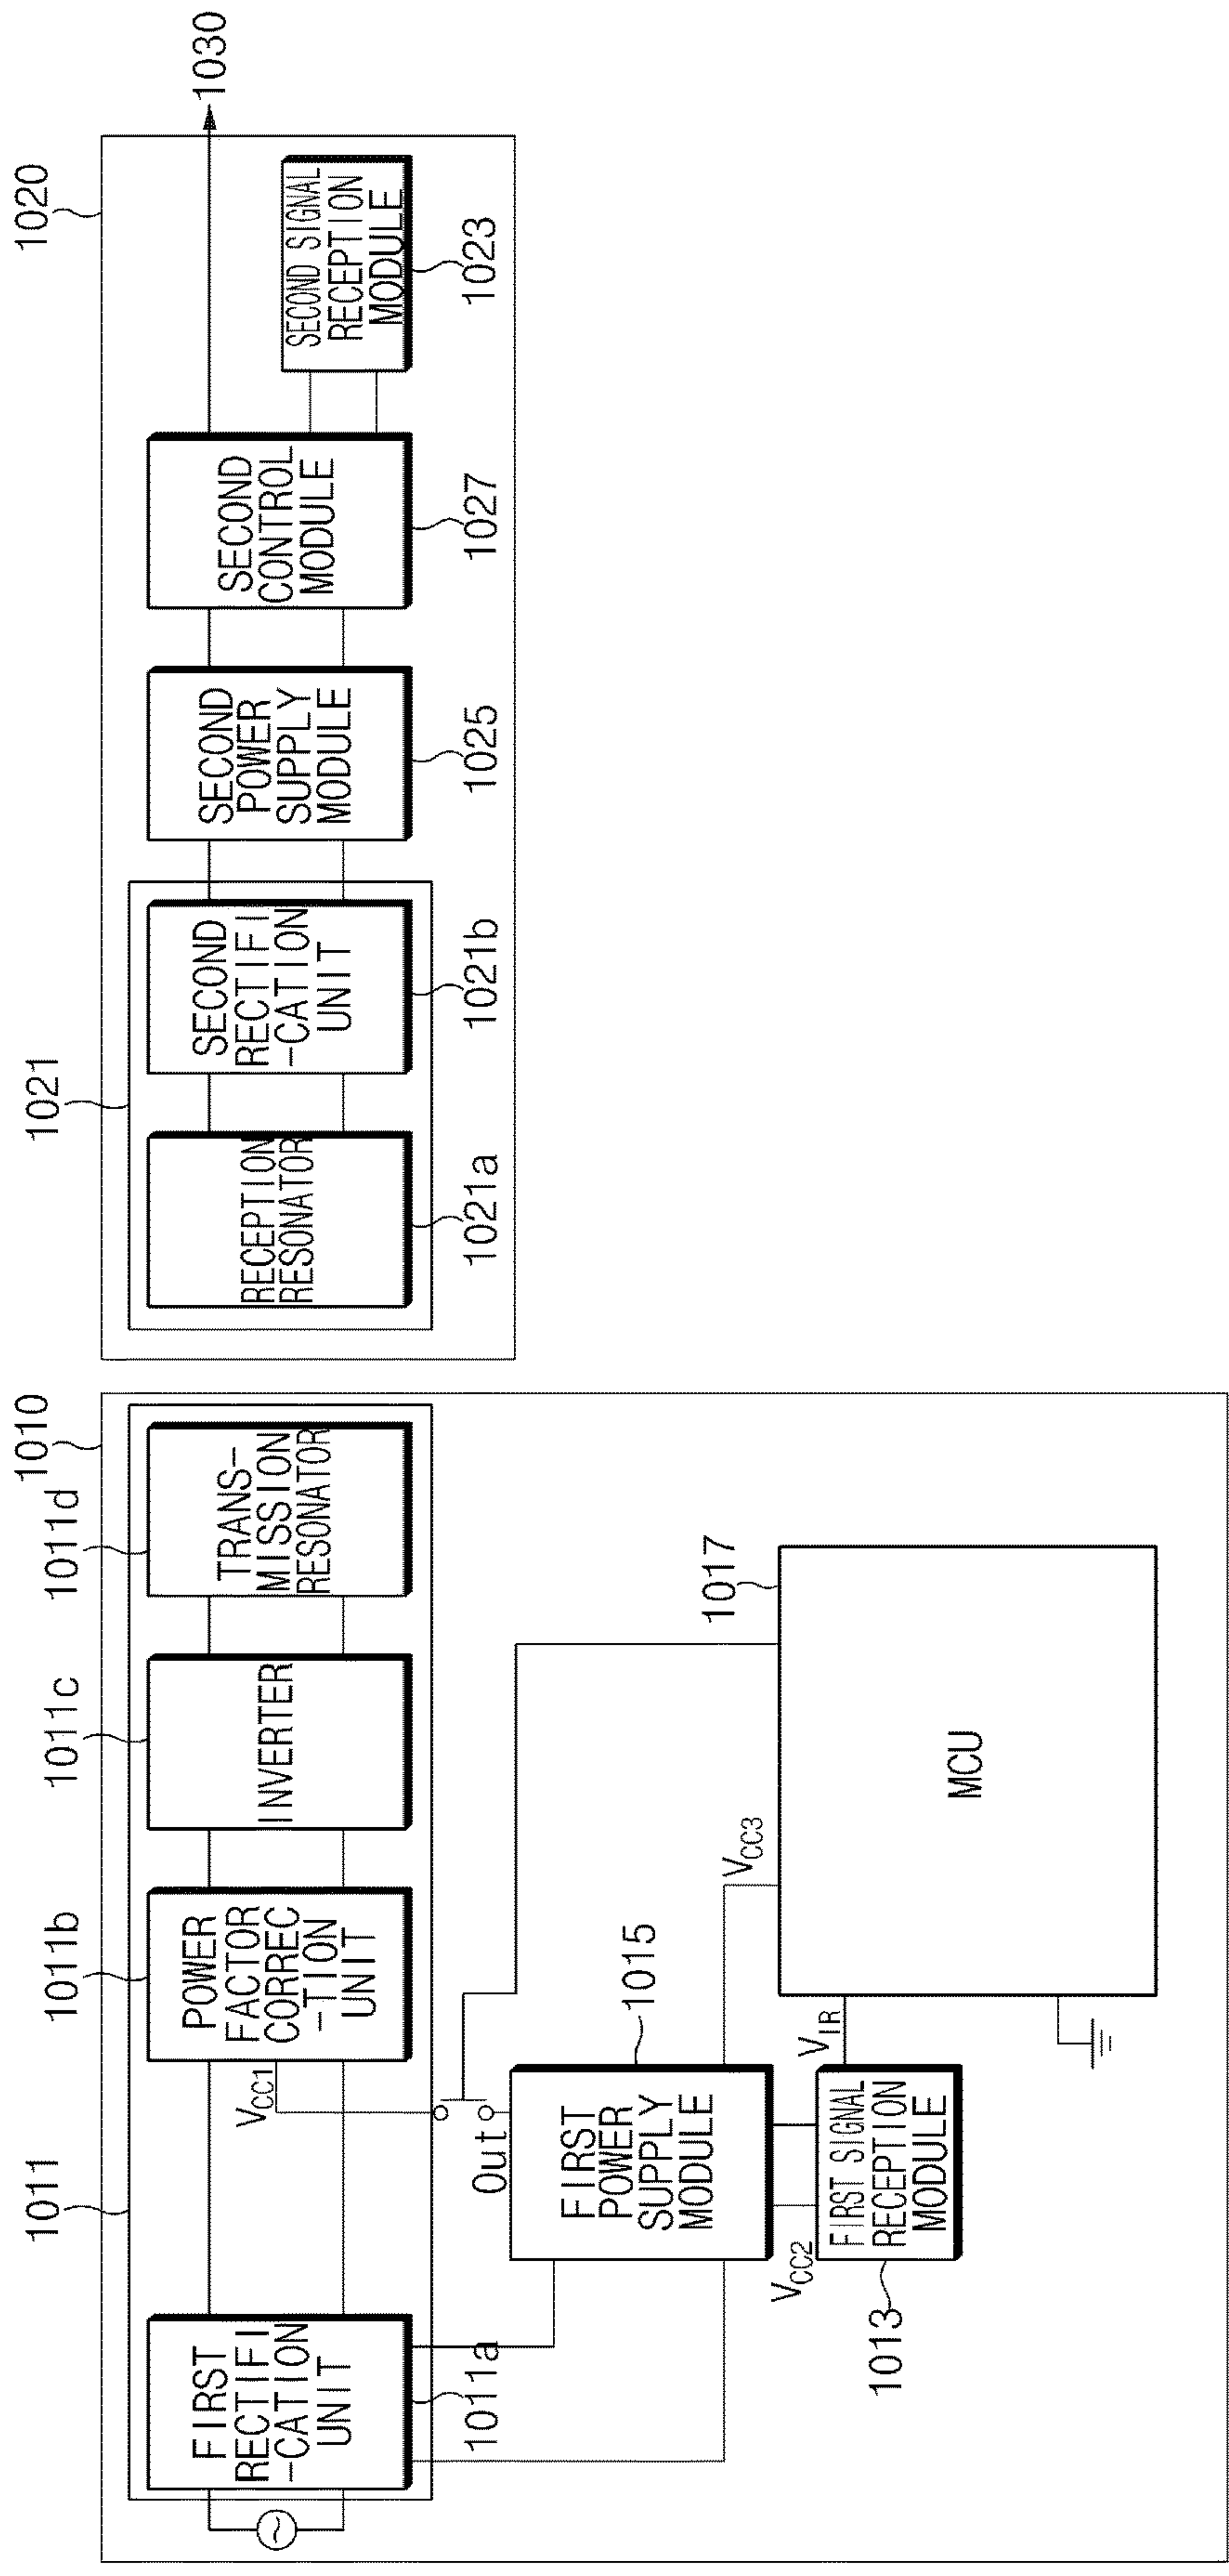 1010
1011
1011a
1011b
1011c
1011d
FIRST
RECTIFI
-CATION
UNIT
POWER
FACTOR
CORREC
-TION
UNIT
INVERTER
TRANS-
MISSION
RESONATOR
VCC1
Out
FIRST
POWER
SUPPLY
MODULE
1015
VCC3
VCC2
FIRST SIGNAL
RECEPTION
MODULE
1013
VIR
MCU
1017
1020
1021
RECEPTION
RESONATOR
1021a
SECOND
RECTIFI
-CATION
UNIT
1021b
SECOND
POWER
SUPPLY
MODULE
1025
SECOND
CONTROL
MODULE
1027
SECOND SIGNAL
RECEPTION
MODULE
1023
1030